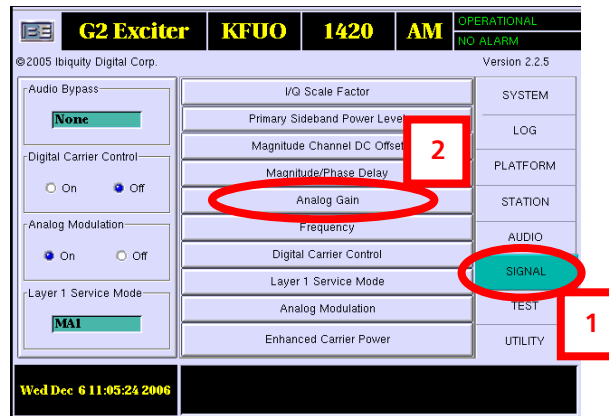 G2 Exciter KFUO 1420 AM OPERATIONAL
NO ALARM
©2005 Ibiquity Digital Corp. Version 2.2.5
Audio Bypass
None
Digital Carrier Control
On Off
Analog Modulation
On Off
Layer 1 Service Mode
MA1
I/Q Scale Factor
Primary Sideband Power
Magnitude Channel DC
Magnitude/Phase Delay
Analog Gain
Frequency
Digital Carrier Control
Layer 1 Service Mode
Analog Modulation
Enhanced Carrier Power
2
SYSTEM
LOG
PLATFORM
STATION
AUDIO
SIGNAL
TEST
UTILITY
1
Wed Dec 6 11:05:24 2006